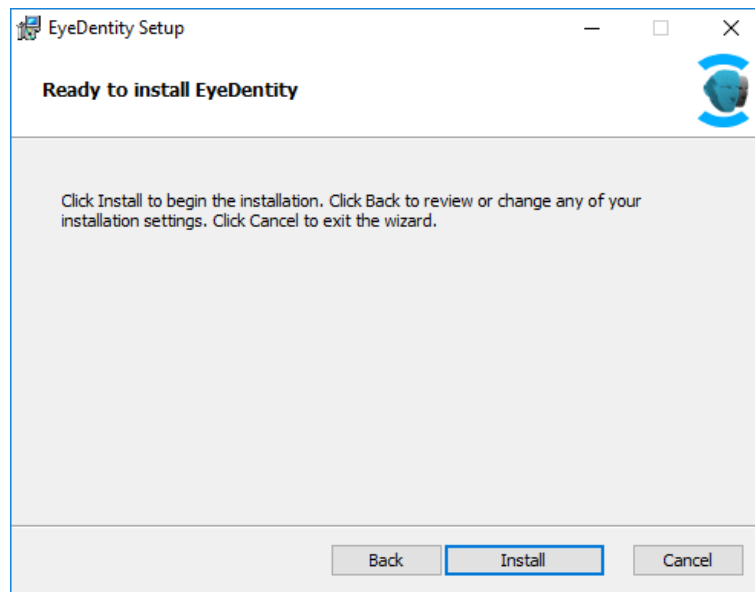 EyeDentity Setup
Ready to install EyeDentity
Click Install to begin the installation. Click Back to review or change any of your
installation settings. Click Cancel to exit the wizard.
Back Install Cancel